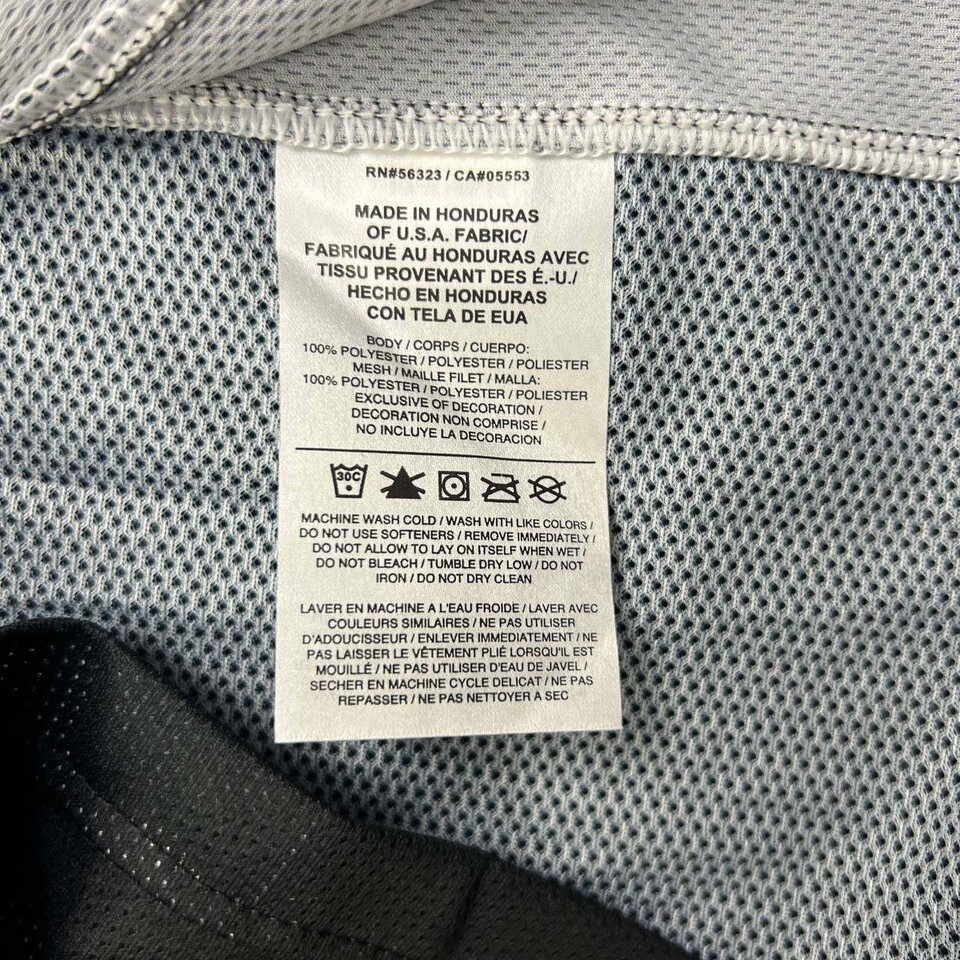 RN#56323 / CA#05553
MADE IN HONDURAS
OF U.S.A. FABRIC/
FABRIQUÉ AU HONDURAS AVEC
TISSU PROVENANT DES É.-U./
HECHO EN HONDURAS
CON TELA DE EUA
BODY / CORPS / CUERPO:
100% POLYESTER / POLYESTER / POLIESTER
MESH / MAILLE FILET / MALLA:
100% POLYESTER / POLYESTER / POLIESTER
EXCLUSIVE OF DECORATION /
DECORATION NON COMPRISE /
NO INCLUYE LA DECORACION
30C
MACHINE WASH COLD / WASH WITH LIKE COLORS /
DO NOT USE SOFTENERS / REMOVE IMMEDIATELY /
DO NOT ALLOW TO LAY ON ITSELF WHEN WET /
DO NOT BLEACH / TUMBLE DRY LOW / DO NOT
IRON / DO NOT DRY CLEAN
LAVER EN MACHINE A L'EAU FROIDE / LAVER AVEC
COULEURS SIMILAIRES / NE PAS UTILISER
D'ADOUCISSEUR / ENLEVER IMMEDIATEMENT / NE
PAS LAISSER LE VÊTEMENT PLIÉ LORSQU'IL EST
MOUILLÉ / NE PAS UTILISER D'EAU DE JAVEL /
SECHER EN MACHINE CYCLE DELICAT / NE PAS
REPASSER / NE PAS NETTOYER A SEC